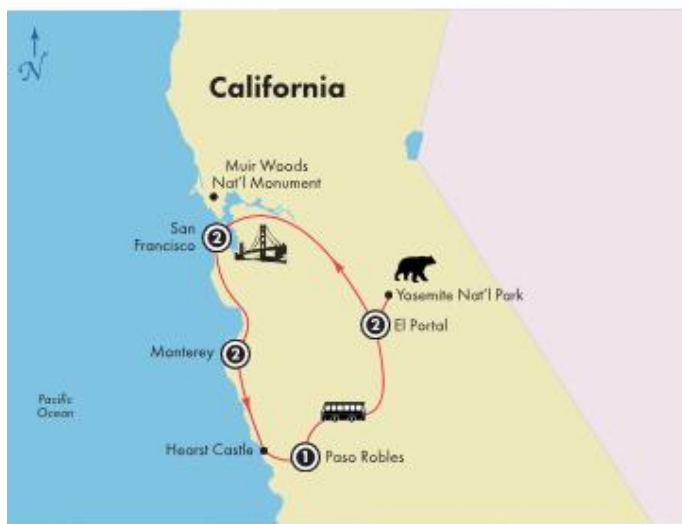 N
California
Muir Woods
Nat'l Monument
San
Francisco
2
Yosemite Nat'l Park
2
El Portal
Monterey
2
Pacific
Ocean
Hearst Castle
1
Paso Robles